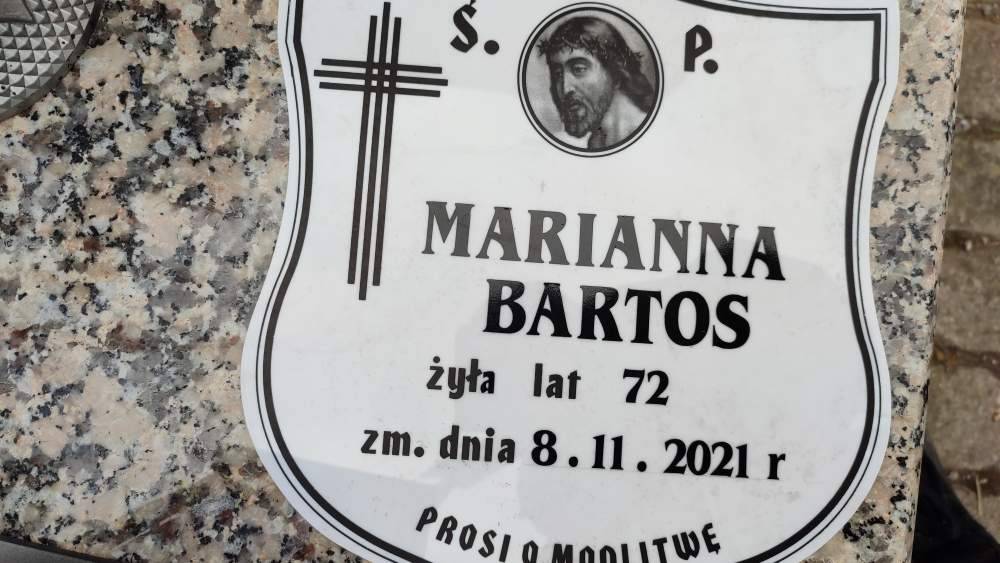 Ś. P.
MARIANNA
BARTOS
żyła lat 72
zm. dnia 8.11.2021 r
PROSI O MODLITWĘ